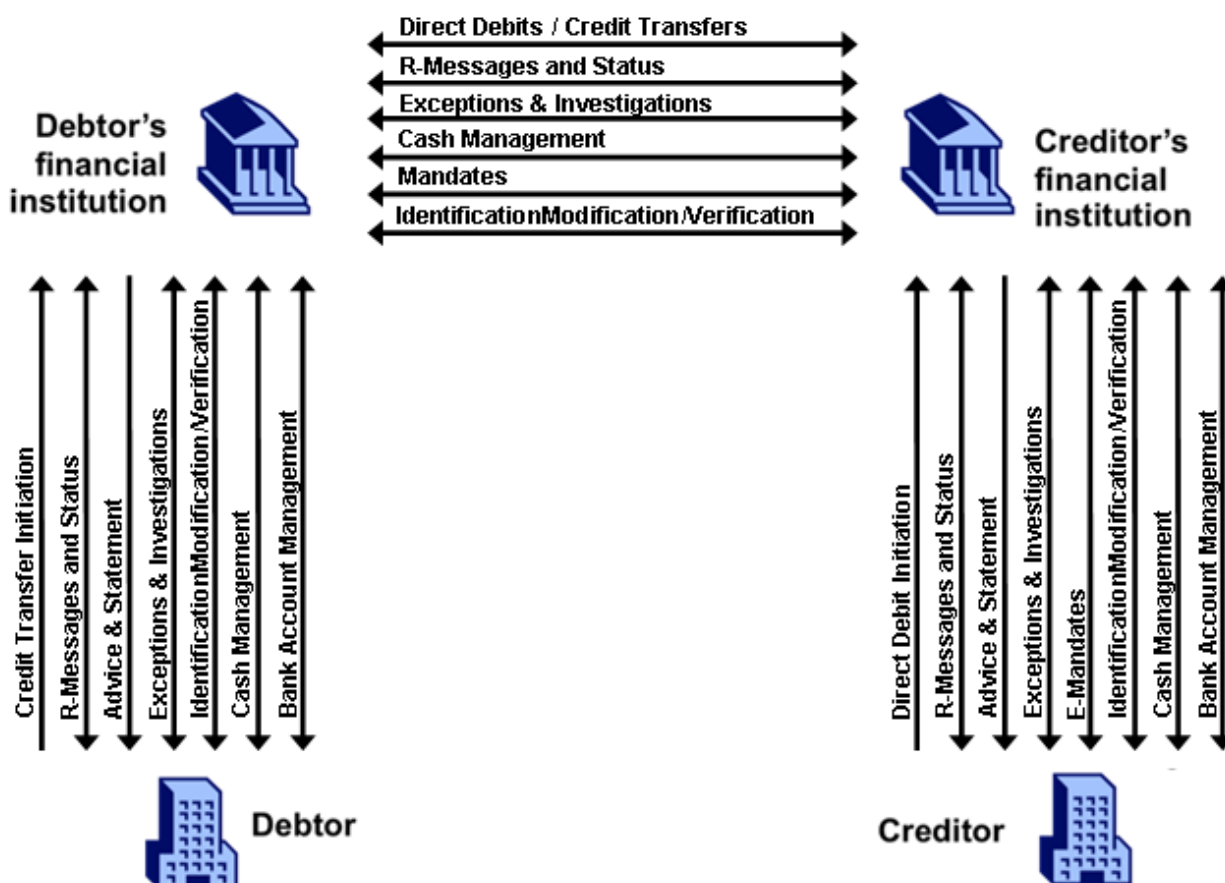 Direct Debits / Credit Transfers
R-Messages and Status
Exceptions & Investigations
Cash Management
Mandates
IdentificationModification/Verification
Debtor's
financial
institution
Creditor's
financial
institution
Credit Transfer Initiation
R-Messages and Status
Advice & Statement
Exceptions & Investigations
IdentificationModification/Verification
Cash Management
Bank Account Management
Direct Debit Initiation
R-Messages and Status
Advice & Statement
Exceptions & Investigations
E-Mandates
IdentificationModification/Verification
Cash Management
Bank Account Management
Debtor
Creditor